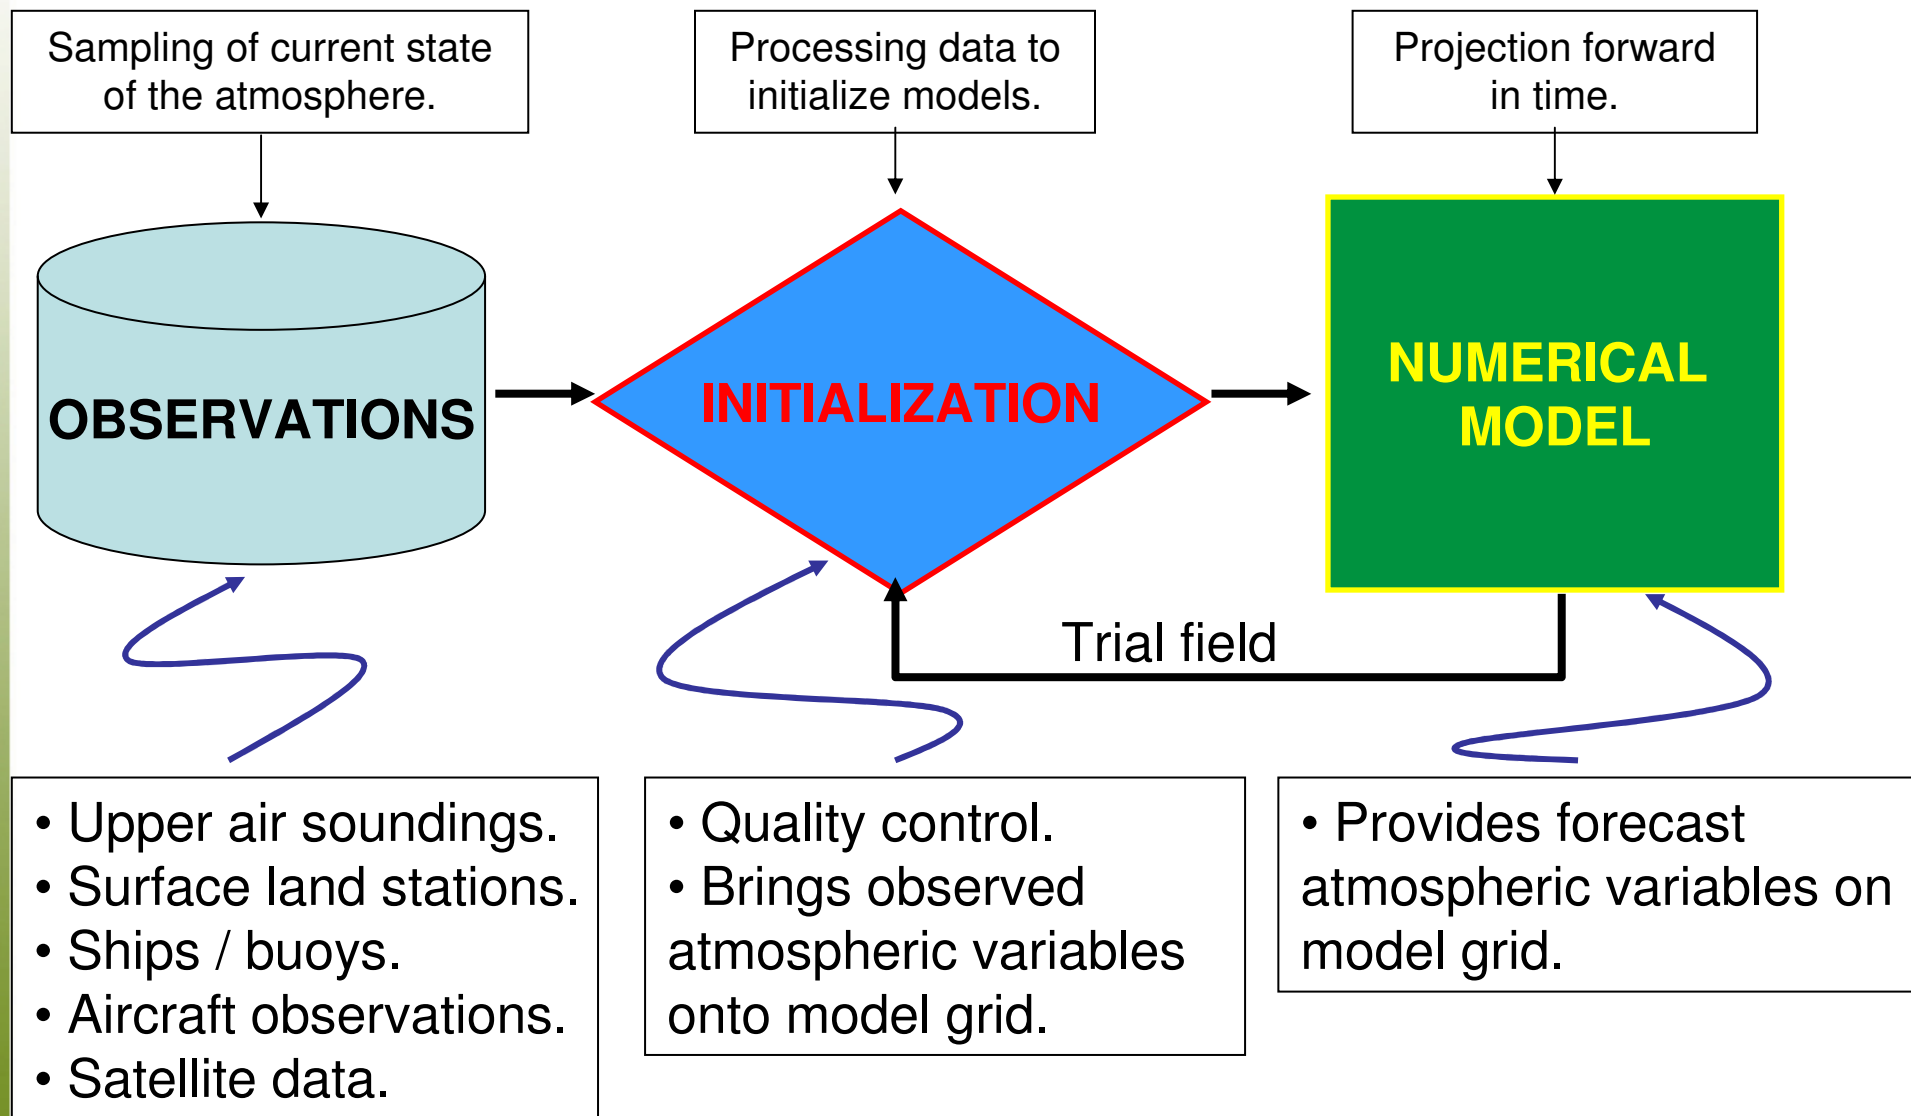 Sampling of current state
of the atmosphere.
Processing data to
initialize models.
Projection forward
in time.
OBSERVATIONS
INITIALIZATION
NUMERICAL
MODEL
Trial field
• Upper air soundings.
• Surface land stations.
• Ships / buoys.
• Aircraft observations.
• Satellite data.
• Quality control.
• Brings observed
atmospheric variables
onto model grid.
• Provides forecast
atmospheric variables on
model grid.